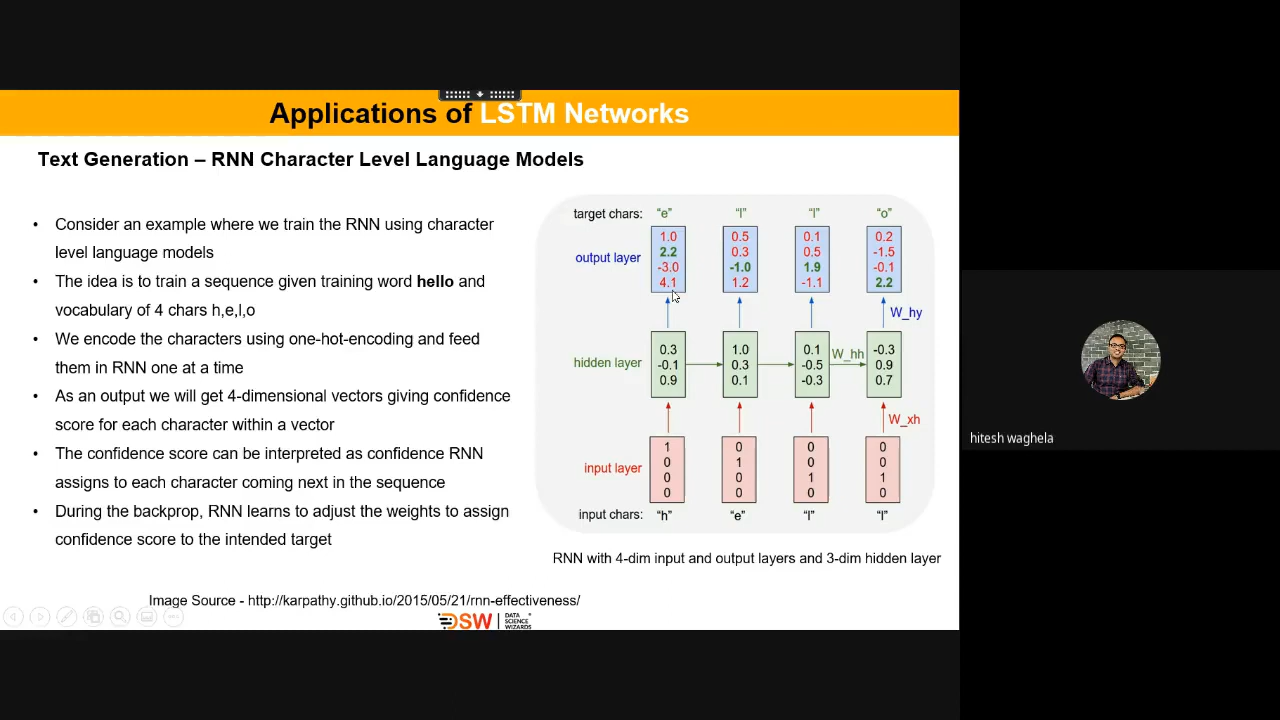 Applications of LSTM Networks
Text Generation – RNN Character Level Language Models
• Consider an example where we train the RNN using character
level language models
• The idea is to train a sequence given training word hello and
vocabulary of 4 chars h,e,l,o
• We encode the characters using one-hot-encoding and feed
them in RNN one at a time
• As an output we will get 4-dimensional vectors giving confidence
score for each character within a vector
• The confidence score can be interpreted as confidence RNN
assigns to each character coming next in the sequence
• During the backprop, RNN learns to adjust the weights to assign
confidence score to the intended target
target chars: “e” “l” “l” “o”
output layer
1.0 0.5 0.1 0.2
2.2 0.3 0.5 -1.5
-3.0 -1.0 1.9 -0.1
4.1 1.2 -1.1 2.2
W_hy
hidden layer
0.3 1.0 0.1 -0.3
-0.1 0.3 -0.5 0.9
0.9 0.1 -0.3 0.7
W_hh
W_xh
input layer
1 0 0 0
0 1 0 0
0 0 1 1
0 0 0 0
input chars: “h” “e” “l” “l”
RNN with 4-dim input and output layers and 3-dim hidden layer
Image Source - http://karpathy.github.io/2015/05/21/rnn-effectiveness/
DSW DATA
SCIENCE
WIZARDS
hitesh waghela